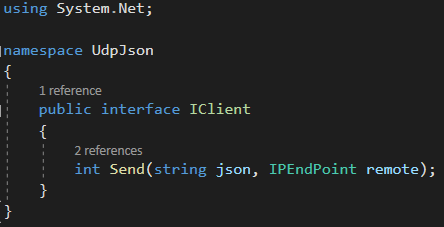 using System.Net;
namespace UdpJson
{
1 reference
public interface IClient
{
2 references
int Send(string json, IPEndPoint remote);
}
}